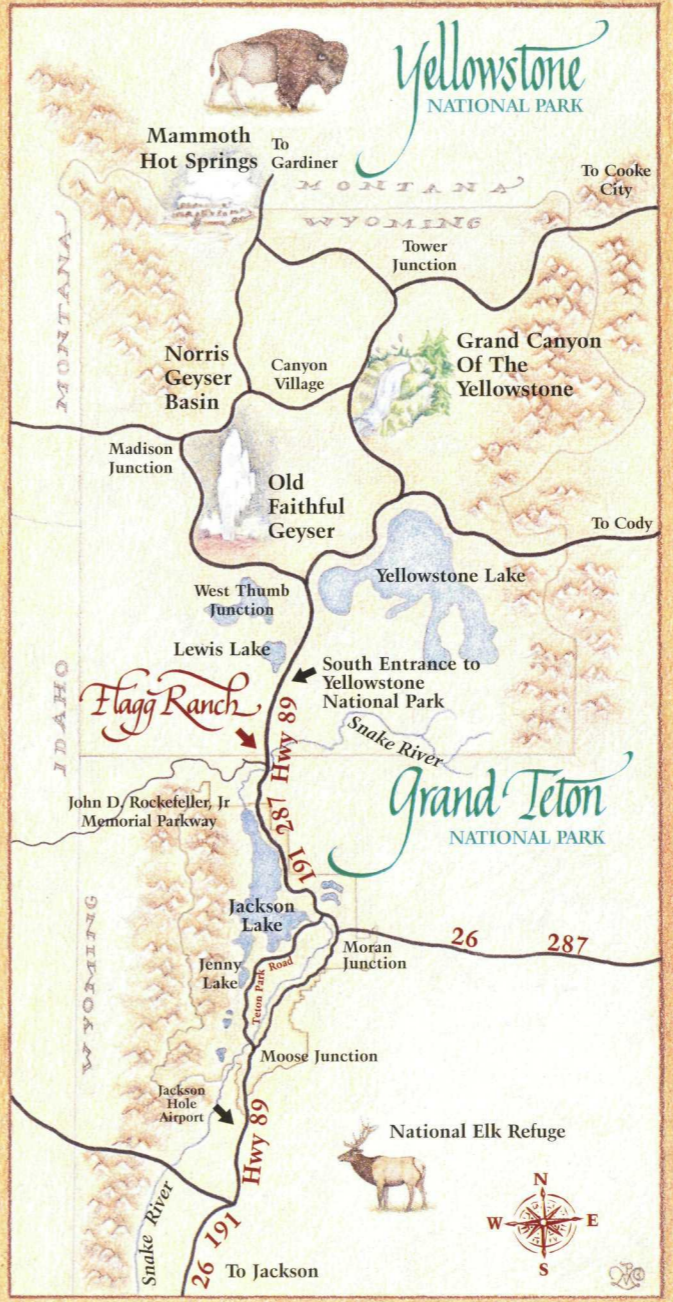 Yellowstone
NATIONAL PARK
Mammoth
Hot Springs
To
Gardiner
MONTANA
WYOMING
To Cooke
City
MONTANA
Tower
Junction
Norris
Geyser
Basin
Canyon
Village
Grand Canyon
Of The
Yellowstone
Madison
Junction
Old
Faithful
Geyser
To Cody
West Thumb
Junction
Yellowstone Lake
Lewis Lake
South Entrance to
Yellowstone
National Park
IDAHO
Flagg Ranch
Hwy 89
287
191
Snake River
Grand Teton
NATIONAL PARK
John D. Rockefeller, Jr
Memorial Parkway
WYOMING
Jackson
Lake
Moran
Junction
26
287
Jenny
Lake
Teton Park Road
Moose Junction
Jackson
Hole
Airport
Hwy 89
National Elk Refuge
Snake River
26 191
To Jackson
N
W
E
S